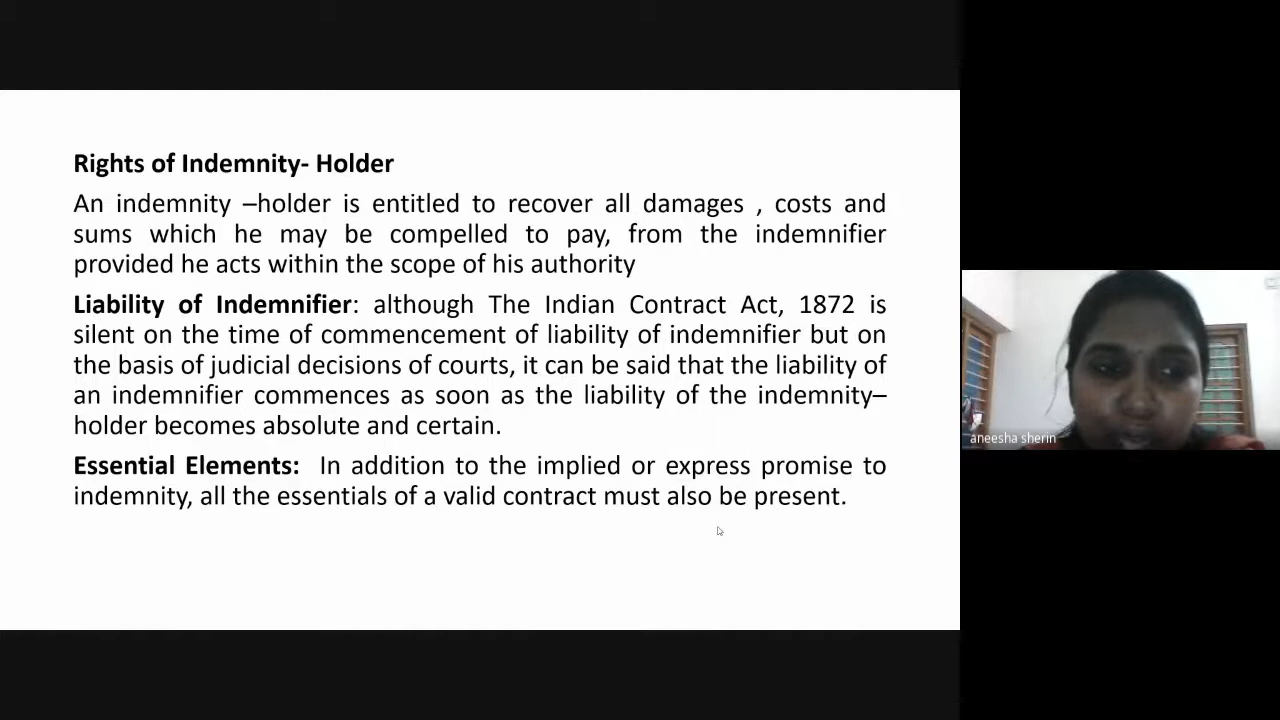 Rights of Indemnity- Holder
An indemnity –holder is entitled to recover all damages , costs and
sums which he may be compelled to pay, from the indemnifier
provided he acts within the scope of his authority
Liability of Indemnifier: although The Indian Contract Act, 1872 is
silent on the time of commencement of liability of indemnifier but on
the basis of judicial decisions of courts, it can be said that the liability of
an indemnifier commences as soon as the liability of the indemnity–
holder becomes absolute and certain.
Essential Elements: In addition to the implied or express promise to
indemnity, all the essentials of a valid contract must also be present.
aneesha sherin